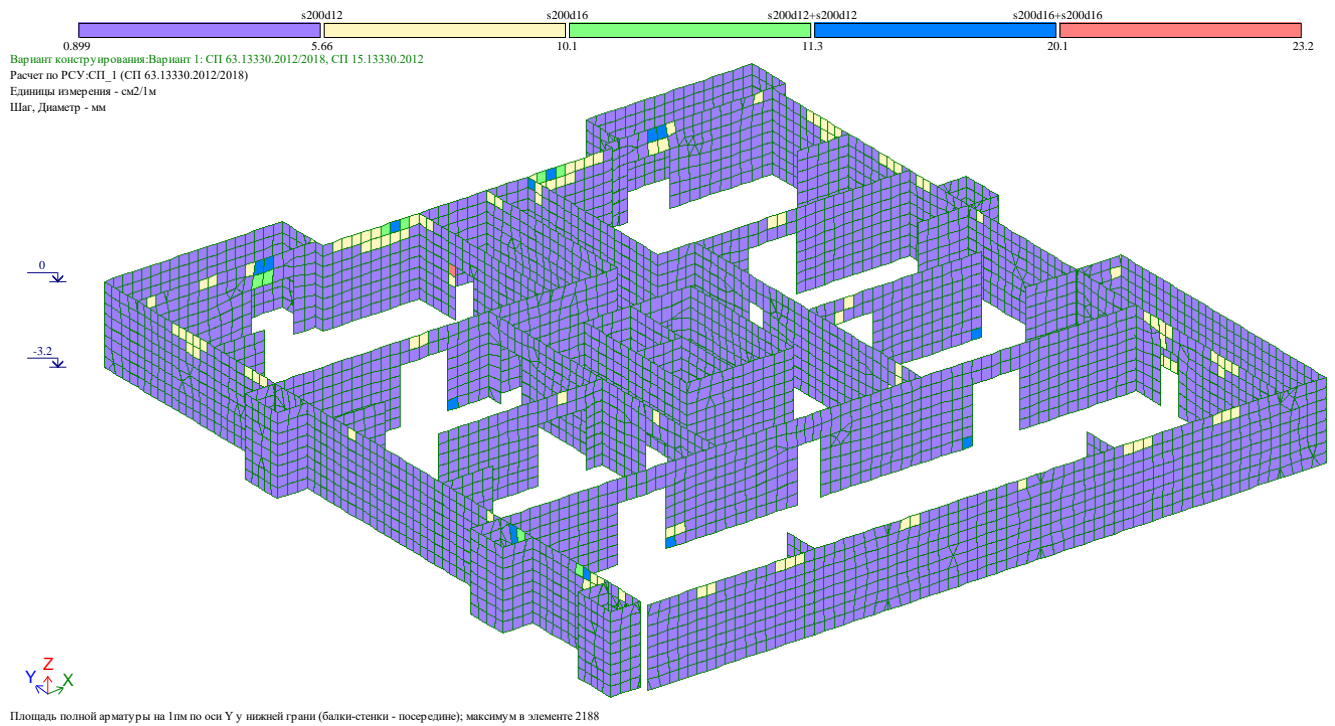 s200d12 s200d16 s200d12+s200d12 s200d16+s200d16
0.899 5.66 10.1 11.3 20.1 23.2
Вариант конструирования:Вариант 1: СП 63.13330.2012/2018, СП 15.13330.2012
Расчет по РСУ:СП_1 (СП 63.13330.2012/2018)
Единицы измерения - см2/1м
Шаг, Диаметр - мм
0
-3.2
Z
Y X
Площадь полной арматуры на 1пм по оси Y у нижней грани (балки-стенки - посередине); максимум в элементе 2188